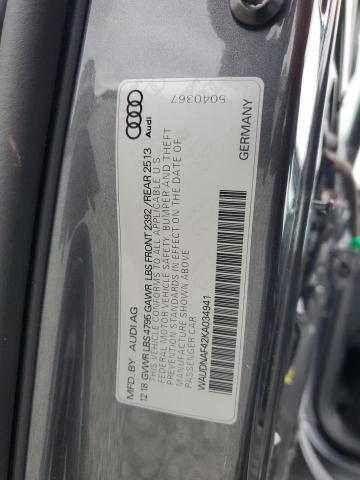 MFD. BY AUDI AG
12 18 GVWR LBS 4795 GAWR LBS FRONT 2392/REAR 2513
THIS VEHICLE CONFORMS TO ALL APPLICABLE U.S.
FEDERAL MOTOR VEHICLE SAFETY, BUMPER AND THEFT
PREVENTION STANDARDS IN EFFECT ON THE DATE OF
MANUFACTURE SHOWN ABOVE
WAUDNAF42KA034941
PASSENGER CAR
Audi
5040367
GERMANY